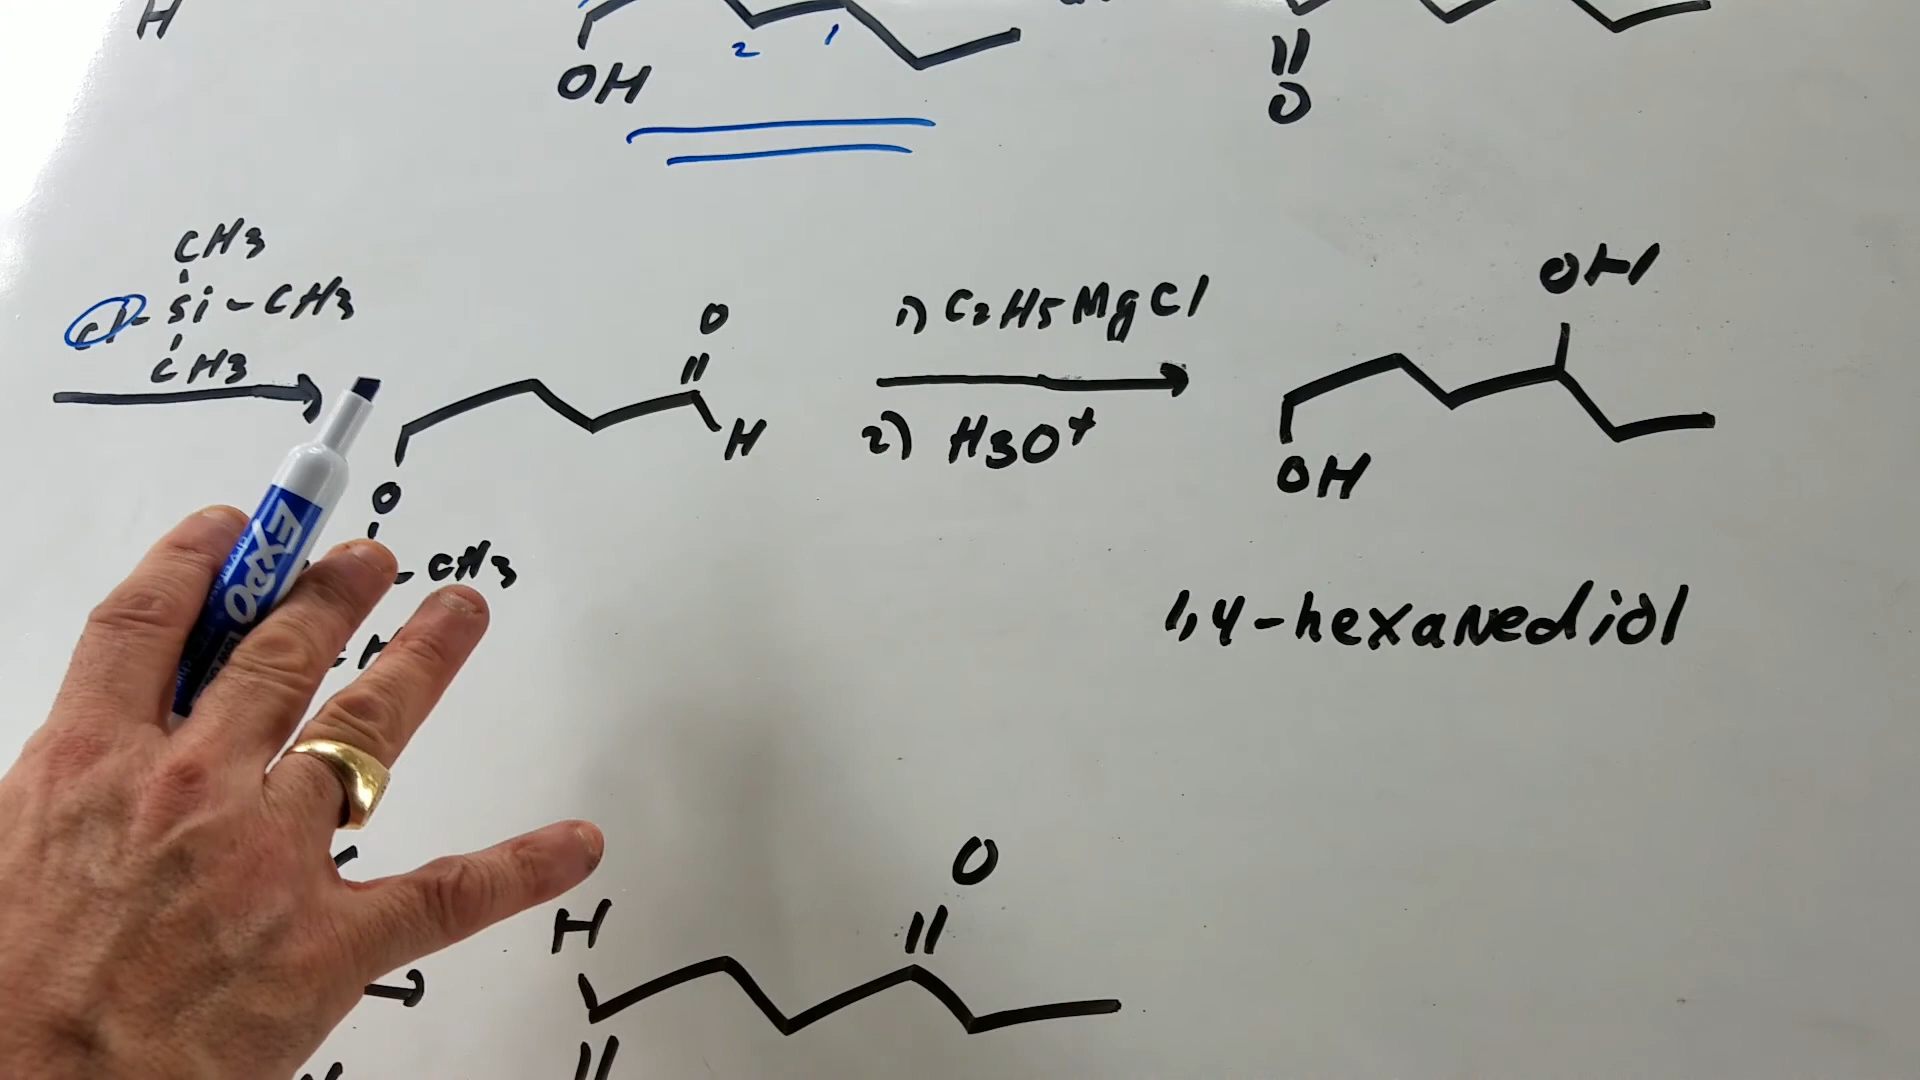 H
OH
2
1
O
CH3
Cl-Si-CH3
CH3
O
H
O
CH3
1) C2H5MgCl
2) H3O+
OH
OH
1,4-hexanediol
EXPO
H
O